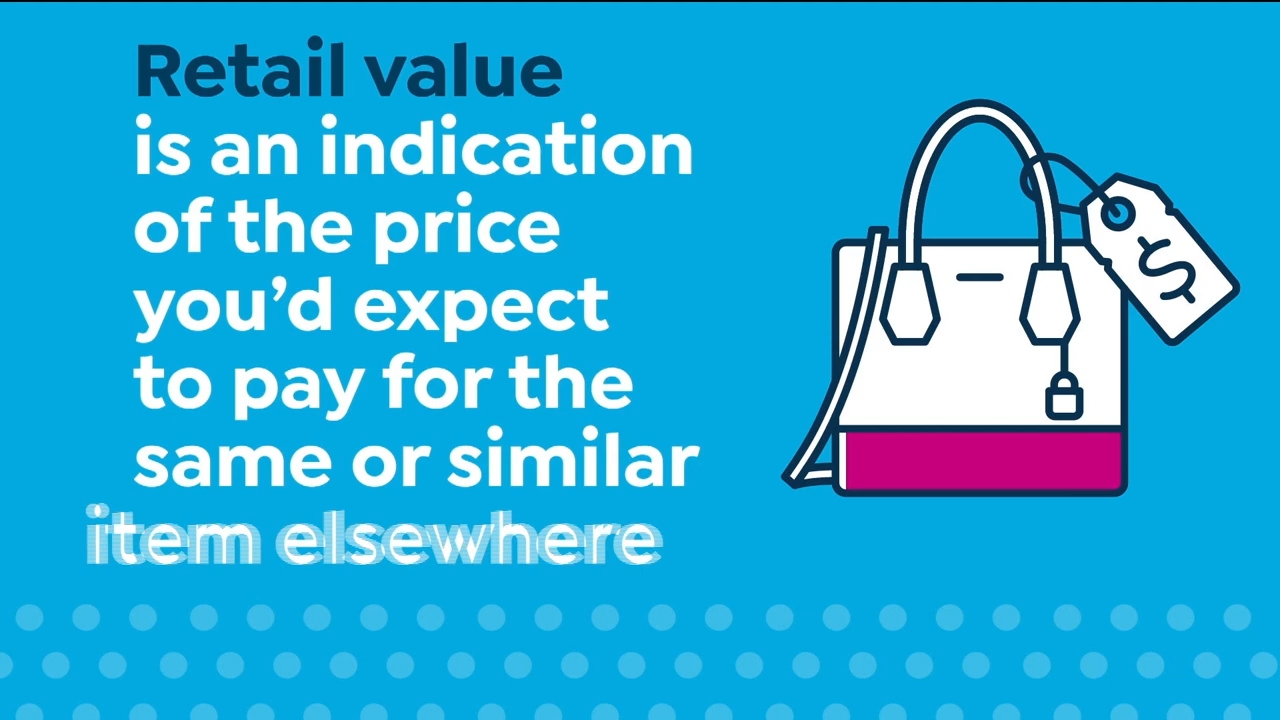 Retail value
is an indication
of the price
you’d expect
to pay for the
same or similar
item elsewhere
$